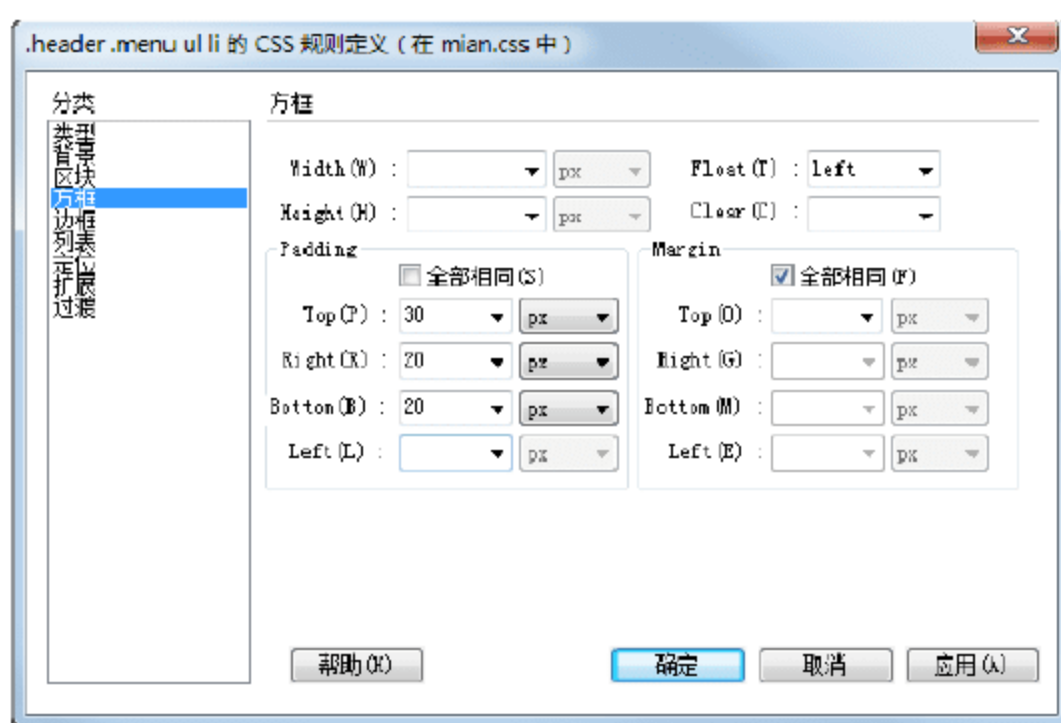 .header .menu ul li 的 CSS 规则定义（在 mian.css 中）
分类
类型
背景
区块
方框
边框
列表
定位
扩展
过渡
方框
Width(W) : px Float(T) : left
Height(H) : px Clear(C) :
Padding Margin
全部相同(S) 全部相同(F)
Top(P) : 30 px Top(O) : px
Right(R) : 20 px Right(G) : px
Bottom(B) : 20 px Bottom(M) : px
Left(L) : px Left(E) : px
帮助(H) 确定 取消 应用(A)